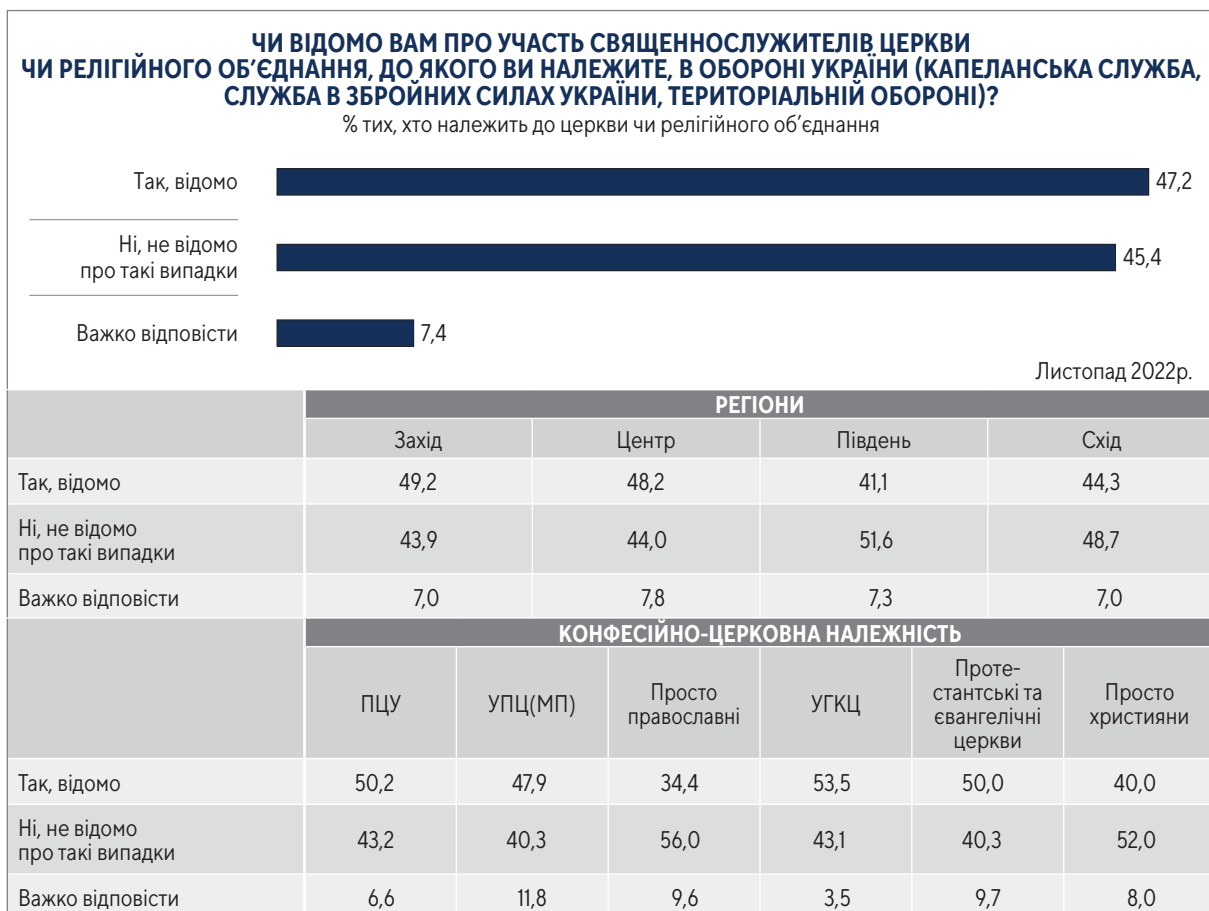 ЧИ ВІДОМО ВАМ ПРО УЧАСТЬ СВЯЩЕННОСЛУЖИТЕЛІВ ЦЕРКВИ
ЧИ РЕЛІГІЙНОГО ОБ’ЄДНАННЯ, ДО ЯКОГО ВИ НАЛЕЖИТЕ, В ОБОРОНІ УКРАЇНИ (КАПЕЛАНСЬКА СЛУЖБА,
СЛУЖБА В ЗБРОЙНИХ СИЛАХ УКРАЇНИ, ТЕРИТОРІАЛЬНІЙ ОБОРОНІ)?
% тих, хто належить до церкви чи релігійного об’єднання
Так, відомо 47,2
Ні, не відомо
про такі випадки 45,4
Важко відповісти 7,4
Листопад 2022р.
РЕГІОНИ
Захід Центр Південь Схід
Так, відомо 49,2 48,2 41,1 44,3
Ні, не відомо
про такі випадки 43,9 44,0 51,6 48,7
Важко відповісти 7,0 7,8 7,3 7,0
КОНФЕСІЙНО-ЦЕРКОВНА НАЛЕЖНІСТЬ
ПЦУ УПЦ(МП) Просто
православні УГКЦ Проте-
стантські та
євангелічні
церкви Просто
християни
Так, відомо 50,2 47,9 34,4 53,5 50,0 40,0
Ні, не відомо
про такі випадки 43,2 40,3 56,0 43,1 40,3 52,0
Важко відповісти 6,6 11,8 9,6 3,5 9,7 8,0